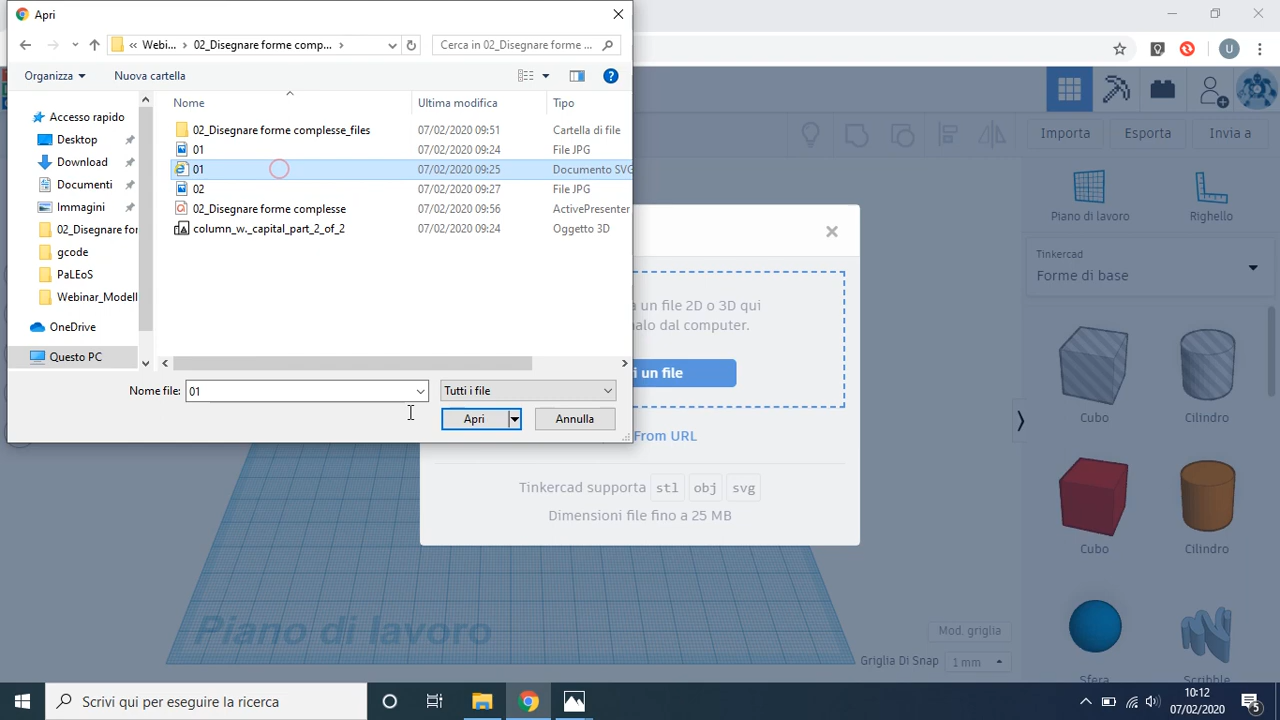 Apri
Webi...
02_Disegnare forme comp...
Cerca in 02_Disegnare forme ...
U
Organizza
Nuova cartella
Accesso rapido
Desktop
Download
Documenti
Immagini
02_Disegnare for
gcode
PaLEoS
Webinar_Modell
OneDrive
Questo PC
Nome
Ultima modifica
Tipo
02_Disegnare forme complesse_files
07/02/2020 09:51
Cartella di file
01
07/02/2020 09:24
File JPG
01
07/02/2020 09:25
Documento SVG
02
07/02/2020 09:27
File JPG
02_Disegnare forme complesse
07/02/2020 09:56
ActivePresenter
column_w._capital_part_2_of_2
07/02/2020 09:24
Oggetto 3D
Nome file:
01
Tutti i file
Apri
Annulla
Importa
Esporta
Invia a
Piano di lavoro
Righello
Tinkercad
Forme di base
Cubo
Cilindro
Cubo
Cilindro
Sfera
Scribble
a un file 2D o 3D qui
nalo dal computer.
i un file
From URL
Tinkercad supporta stl obj svg
Dimensioni file fino a 25 MB
Piano di lavoro
Mod. griglia
Griglia Di Snap
1 mm
Scrivi qui per eseguire la ricerca
10:12
07/02/2020
5